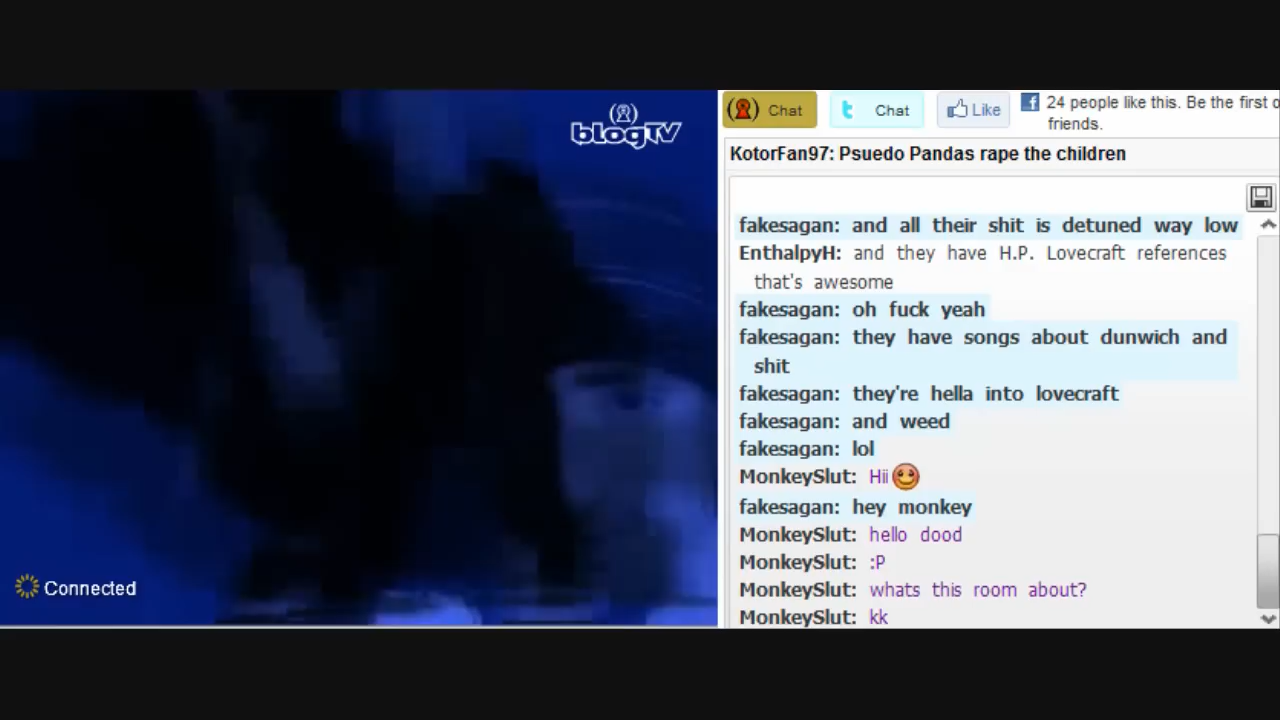 blogTV
Connected
Chat
Chat
Like
24 people like this. Be the first o
friends.
KotorFan97: Psuedo Pandas rape the children
fakesagan: and all their shit is detuned way low
EnthalpyH: and they have H.P. Lovecraft references
that's awesome
fakesagan: oh fuck yeah
fakesagan: they have songs about dunwich and
shit
fakesagan: they're hella into lovecraft
fakesagan: and weed
fakesagan: lol
MonkeySlut: Hii
fakesagan: hey monkey
MonkeySlut: hello dood
MonkeySlut: :P
MonkeySlut: whats this room about?
MonkeySlut: kk